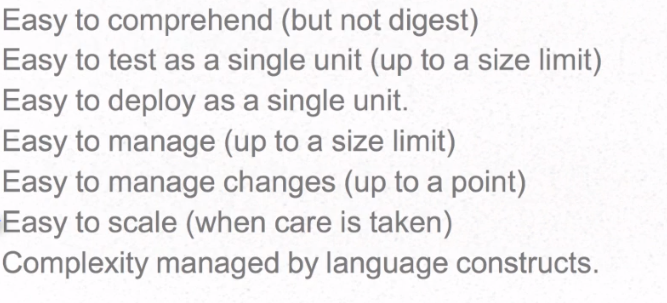 Easy to comprehend (but not digest)
Easy to test as a single unit (up to a size limit)
Easy to deploy as a single unit.
Easy to manage (up to a size limit)
Easy to manage changes (up to a point)
Easy to scale (when care is taken)
Complexity managed by language constructs.